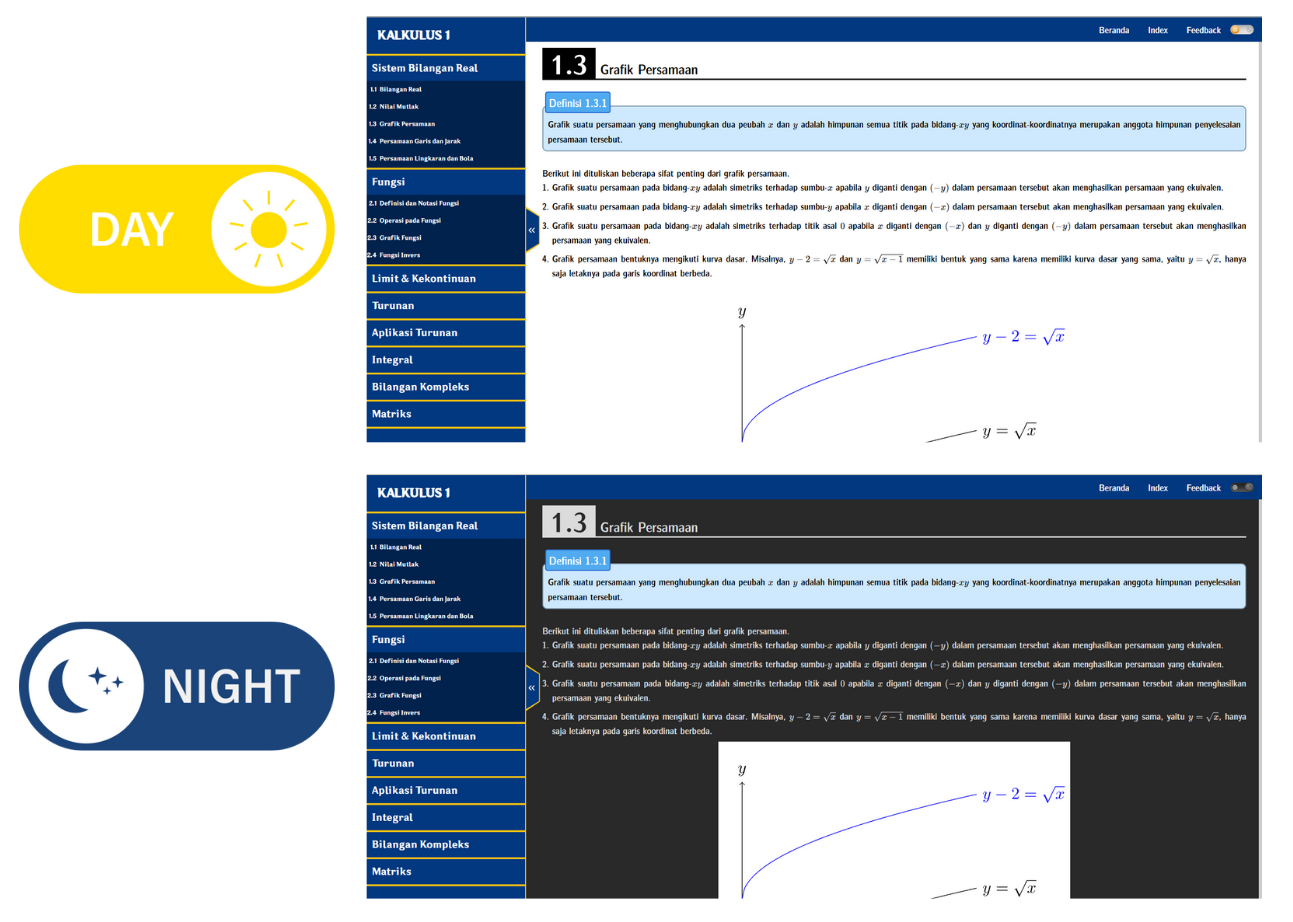 DAY
KALKULUS 1
Beranda Index Feedback
Sistem Bilangan Real
1.1 Bilangan Real
1.2 Nilai Mutlak
1.3 Grafik Persamaan
1.4 Persamaan Garis dan Jarak
1.5 Persamaan Lingkaran dan Bola
Fungsi
2.1 Definisi dan Notasi Fungsi
2.2 Operasi pada Fungsi
2.3 Grafik Fungsi
2.4 Fungsi Invers
Limit & Kekontinuan
Turunan
Aplikasi Turunan
Integral
Bilangan Kompleks
Matriks
«
1.3 Grafik Persamaan
Definisi 1.3.1
Grafik suatu persamaan yang menghubungkan dua peubah x dan y adalah himpunan semua titik pada bidang-xy yang koordinat-koordinatnya merupakan anggota himpunan penyelesaian
persamaan tersebut.
Berikut ini dituliskan beberapa sifat penting dari grafik persamaan.
1. Grafik suatu persamaan pada bidang-xy adalah simetriks terhadap sumbu-x apabila y diganti dengan (−y) dalam persamaan tersebut akan menghasilkan persamaan yang ekuivalen.
2. Grafik suatu persamaan pada bidang-xy adalah simetriks terhadap sumbu-y apabila x diganti dengan (−x) dalam persamaan tersebut akan menghasilkan persamaan yang ekuivalen.
3. Grafik suatu persamaan pada bidang-xy adalah simetriks terhadap titik asal 0 apabila x diganti dengan (−x) dan y diganti dengan (−y) dalam persamaan tersebut akan menghasilkan
persamaan yang ekuivalen.
4. Grafik persamaan bentuknya mengikuti kurva dasar. Misalnya, y − 2 = √x dan y = √(x − 1) memiliki bentuk yang sama karena memiliki kurva dasar yang sama, yaitu y = √x, hanya
saja letaknya pada garis koordinat berbeda.
y
y − 2 = √x
y = √x
NIGHT
KALKULUS 1
Beranda Index Feedback
Sistem Bilangan Real
1.1 Bilangan Real
1.2 Nilai Mutlak
1.3 Grafik Persamaan
1.4 Persamaan Garis dan Jarak
1.5 Persamaan Lingkaran dan Bola
Fungsi
2.1 Definisi dan Notasi Fungsi
2.2 Operasi pada Fungsi
2.3 Grafik Fungsi
2.4 Fungsi Invers
Limit & Kekontinuan
Turunan
Aplikasi Turunan
Integral
Bilangan Kompleks
Matriks
«
1.3 Grafik Persamaan
Definisi 1.3.1
Grafik suatu persamaan yang menghubungkan dua peubah x dan y adalah himpunan semua titik pada bidang-xy yang koordinat-koordinatnya merupakan anggota himpunan penyelesaian
persamaan tersebut.
Berikut ini dituliskan beberapa sifat penting dari grafik persamaan.
1. Grafik suatu persamaan pada bidang-xy adalah simetriks terhadap sumbu-x apabila y diganti dengan (−y) dalam persamaan tersebut akan menghasilkan persamaan yang ekuivalen.
2. Grafik suatu persamaan pada bidang-xy adalah simetriks terhadap sumbu-y apabila x diganti dengan (−x) dalam persamaan tersebut akan menghasilkan persamaan yang ekuivalen.
3. Grafik suatu persamaan pada bidang-xy adalah simetriks terhadap titik asal 0 apabila x diganti dengan (−x) dan y diganti dengan (−y) dalam persamaan tersebut akan menghasilkan
persamaan yang ekuivalen.
4. Grafik persamaan bentuknya mengikuti kurva dasar. Misalnya, y − 2 = √x dan y = √(x − 1) memiliki bentuk yang sama karena memiliki kurva dasar yang sama, yaitu y = √x, hanya
saja letaknya pada garis koordinat berbeda.
y
y − 2 = √x
y = √x